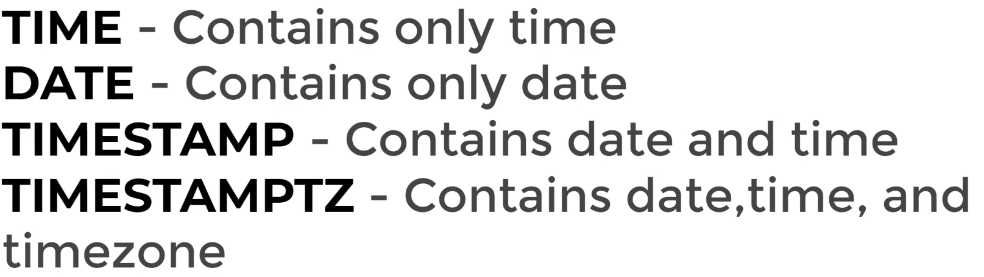 TIME - Contains only time
DATE - Contains only date
TIMESTAMP - Contains date and time
TIMESTAMPTZ - Contains date,time, and
timezone